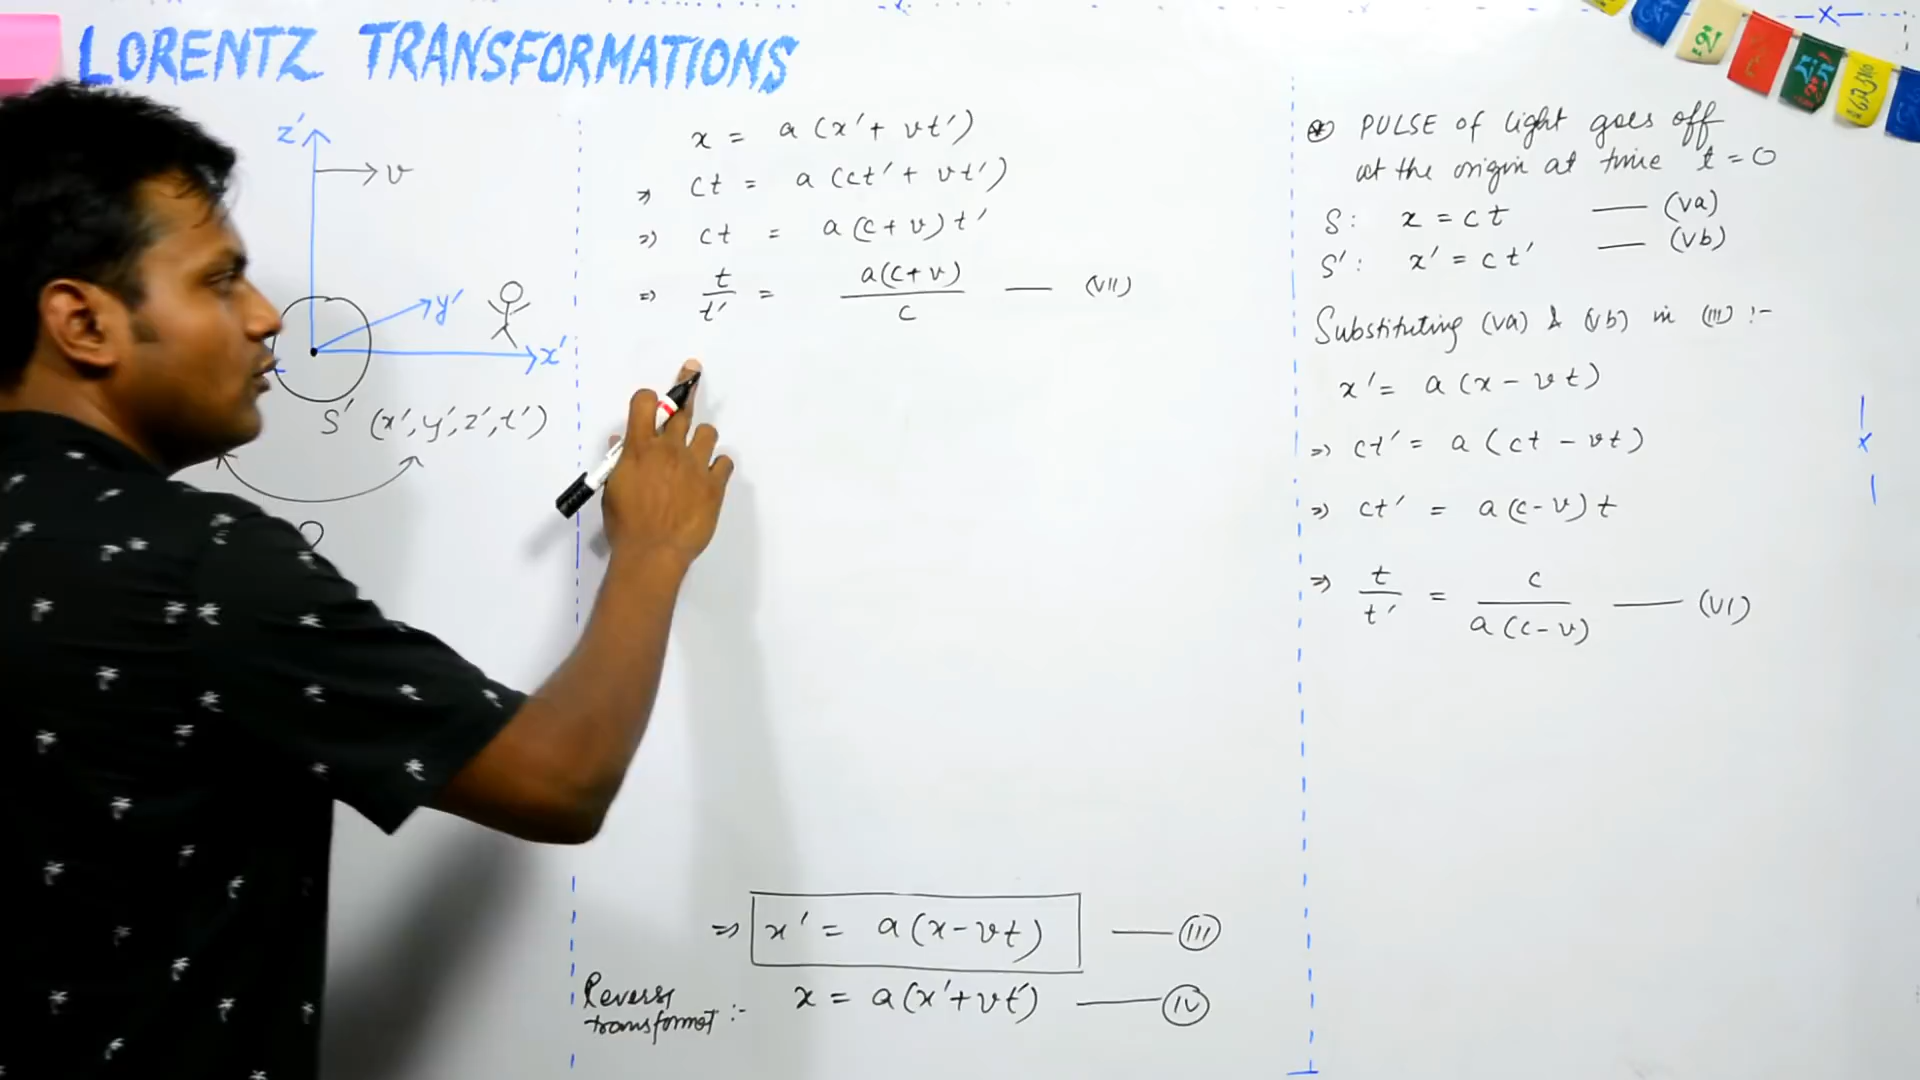 LORENTZ TRANSFORMATIONS
z'
v
y'
x'
S' (x', y', z', t')
x = a (x' + vt')
⇒ ct = a (ct' + vt')
⇒ ct = a (c + v) t'
⇒ t/t' = a(c+v)/c — (VII)
⇒ x' = a (x - vt) — (III)
Reverse transformⁿ :- x = a (x' + vt') — (IV)
* PULSE of light goes off
at the origin at time t = 0
S: x = ct — (Va)
S': x' = ct' — (Vb)
Substituting (Va) & (Vb) in (III) :-
x' = a (x - vt)
⇒ ct' = a (ct - vt)
⇒ ct' = a (c - v) t
⇒ t/t' = c/a(c-v) — (VI)